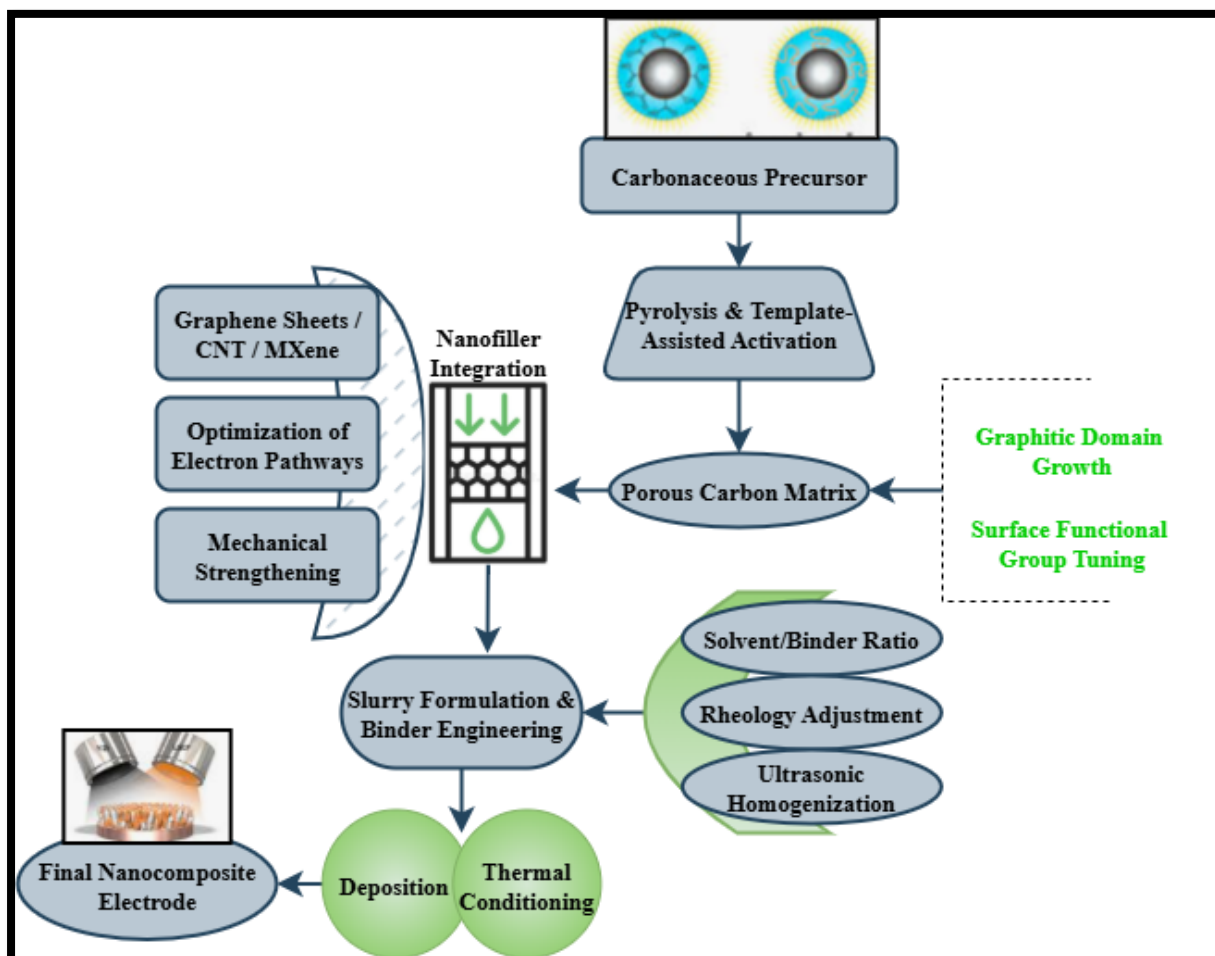 Carbonaceous Precursor
Pyrolysis & Template-
Assisted Activation
Graphene Sheets /
CNT / MXene
Optimization of
Electron Pathways
Mechanical
Strengthening
Nanofiller
Integration
Porous Carbon Matrix
Graphitic Domain
Growth
Surface Functional
Group Tuning
Slurry Formulation &
Binder Engineering
Solvent/Binder Ratio
Rheology Adjustment
Ultrasonic
Homogenization
Deposition
Thermal
Conditioning
Final Nanocomposite
Electrode